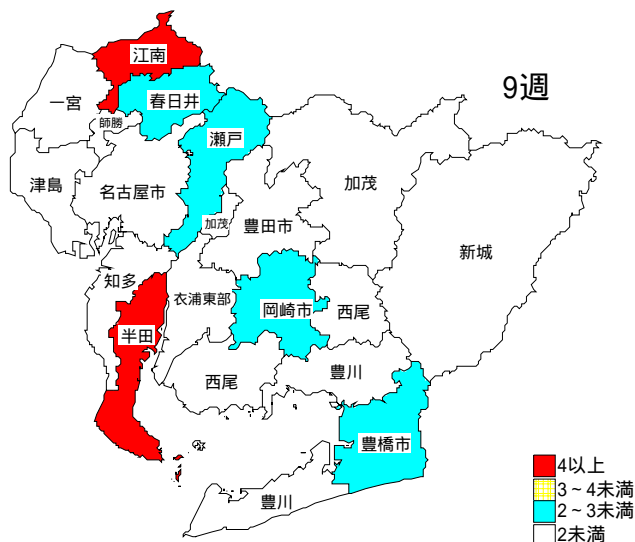 江南
9週
一宮
春日井
師勝
瀬戸
津島
名古屋市
加茂
加茂
豊田市
新城
知多
衣浦東部
岡崎市
西尾
半田
西尾
豊川
豊橋市
豊川
4以上
3～4未満
2～3未満
2未満